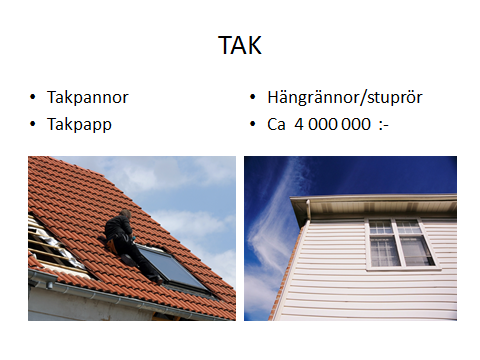 TAK
• Takpannor
• Takpapp
• Hängrännor/stuprör
• Ca 4 000 000 :-